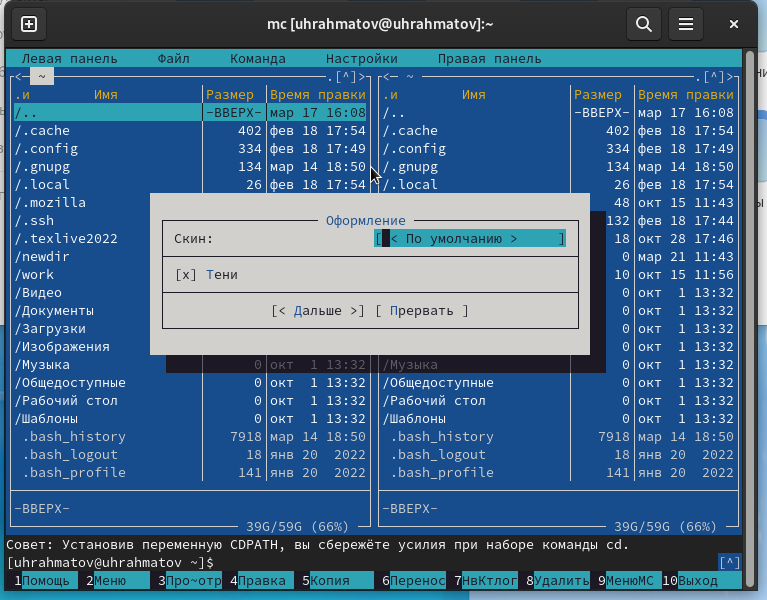 mc [uhrahmatov@uhrahmatov]:~
Левая панель Файл Команда Настройки Правая панель
<- ~ .[^]> <- ~ .[^]>
.и Имя Размер Время правки .и Имя Размер Время правки
/.. -ВВЕРХ- мар 17 16:08 /.. -ВВЕРХ- мар 17 16:08
/.cache 402 фев 18 17:54 /.cache 402 фев 18 17:54
/.config 334 фев 18 17:49 /.config 334 фев 18 17:49
/.gnupg 134 мар 14 18:50 /.gnupg 134 мар 14 18:50
/.local 26 фев 18 17:54 /.local 26 фев 18 17:54
/.mozilla 48 окт 15 11:43
/.ssh 132 фев 18 17:44
Оформление
/.texlive2022 Скин: [ < По умолчанию > ] 18 окт 28 17:46
/newdir 0 мар 21 11:43
/work [x] Тени 10 окт 15 11:56
/Видео 0 окт 1 13:32
/Документы [< Дальше >] [ Прервать ] 0 окт 1 13:32
/Загрузки 0 окт 1 13:32
/Изображения 0 окт 1 13:32
/Музыка 0 окт 1 13:32 /Музыка 0 окт 1 13:32
/Общедоступные 0 окт 1 13:32 /Общедоступные 0 окт 1 13:32
/Рабочий стол 0 окт 1 13:32 /Рабочий стол 0 окт 1 13:32
/Шаблоны 0 окт 1 13:32 /Шаблоны 0 окт 1 13:32
.bash_history 7918 мар 14 18:50 .bash_history 7918 мар 14 18:50
.bash_logout 18 янв 20 2022 .bash_logout 18 янв 20 2022
.bash_profile 141 янв 20 2022 .bash_profile 141 янв 20 2022
-ВВЕРХ- -ВВЕРХ-
39G/59G (66%) 39G/59G (66%)
Совет: Установив переменную CDPATH, вы сбережёте усилия при наборе команды cd.
[uhrahmatov@uhrahmatov ~]$ [^]
1Помощь 2Меню 3Про~отр 4Правка 5Копия 6Перенос 7НвКтлог 8Удалить 9МенюМС 10Выход